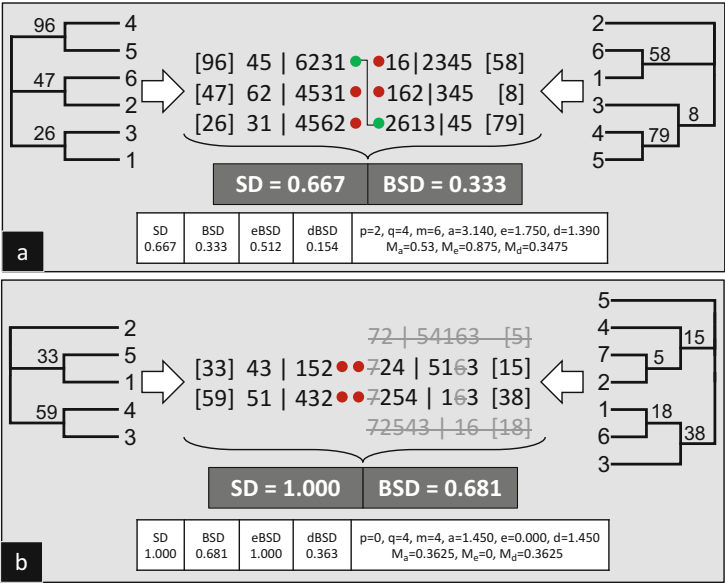 96
4
5
47
6
2
26
3
1
[96] 45 | 6231
[47] 62 | 4531
[26] 31 | 4562
16|2345 [58]
162|345 [8]
2613|45 [79]
2
6
58
1
3
8
4
79
5
SD = 0.667 BSD = 0.333
SD BSD eBSD dBSD p=2, q=4, m=6, a=3.140, e=1.750, d=1.390
0.667 0.333 0.512 0.154 Ma=0.53, Me=0.875, Md=0.3475
a
2
33
5
1
59
4
3
[33] 43 | 152
[59] 51 | 432
72 | 54163 [5]
724 | 5163 [15]
7254 | 163 [38]
72543 | 16 [18]
5
4
15
7
5
2
1
18
6
38
3
SD = 1.000 BSD = 0.681
SD BSD eBSD dBSD p=0, q=4, m=4, a=1.450, e=0.000, d=1.450
1.000 0.681 1.000 0.363 Ma=0.3625, Me=0, Md=0.3625
b